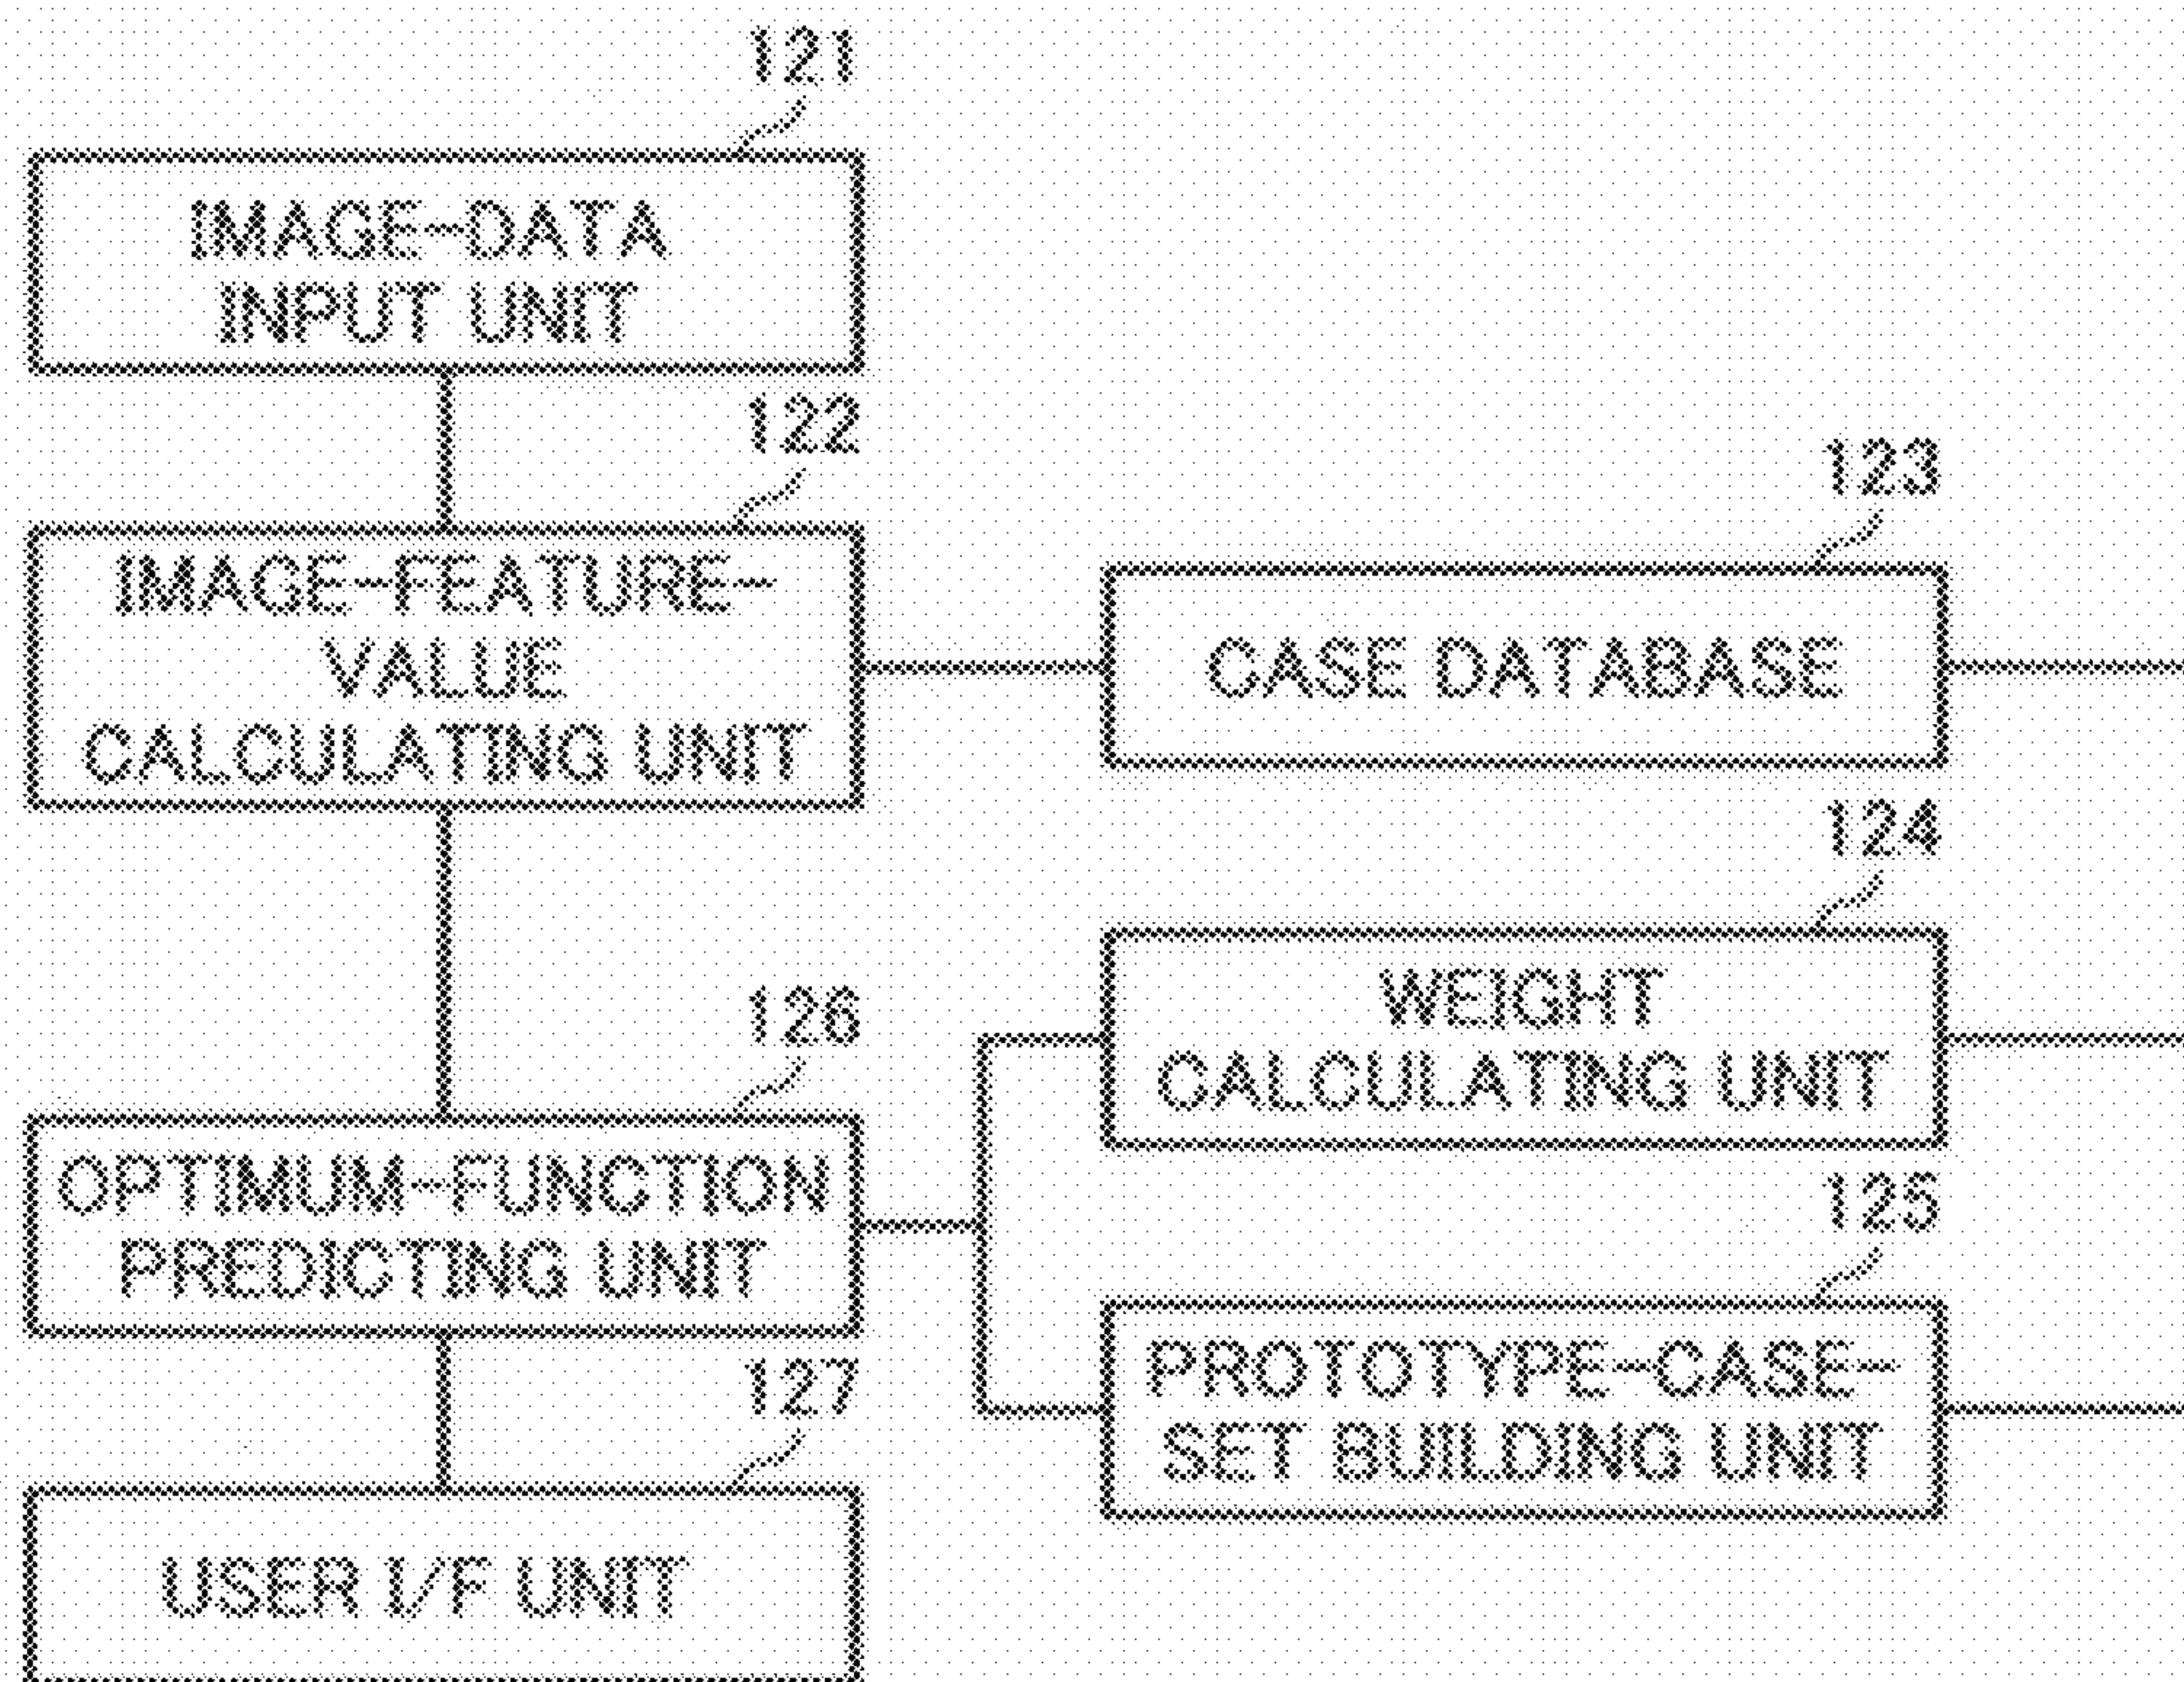 121
IMAGE-DATA
INPUT UNIT
122
IMAGE-FEATURE-
VALUE
CALCULATING UNIT
123
CASE DATABASE
124
WEIGHT
CALCULATING UNIT
126
OPTIMUM-FUNCTION
PREDICTING UNIT
125
PROTOTYPE-CASE-
SET BUILDING UNIT
127
USER I/F UNIT